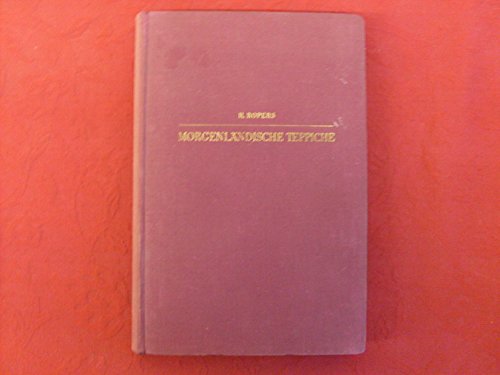 H. ROPERS
MORGENLÄNDISCHE TEPPICHE